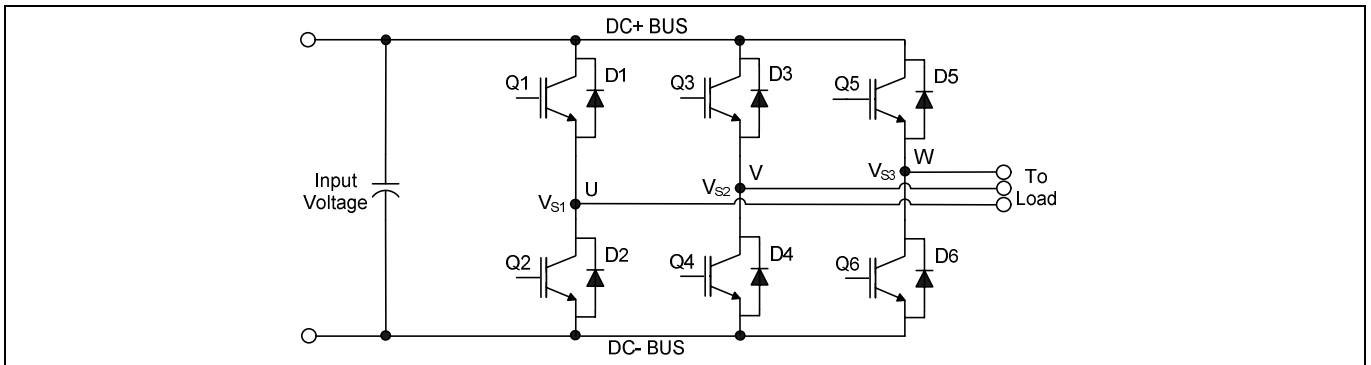 DC+ BUS
Q1
D1
Q3
D3
Q5
D5
Input
Voltage
U
VS1
V
VS2
W
VS3
To
Load
Q2
D2
Q4
D4
Q6
D6
DC- BUS